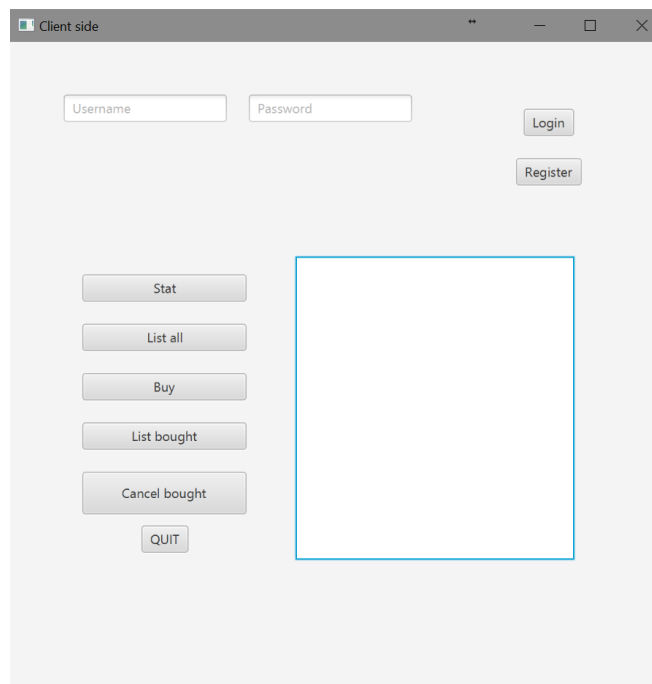 Client side
Username
Password
Login
Register
Stat
List all
Buy
List bought
Cancel bought
QUIT